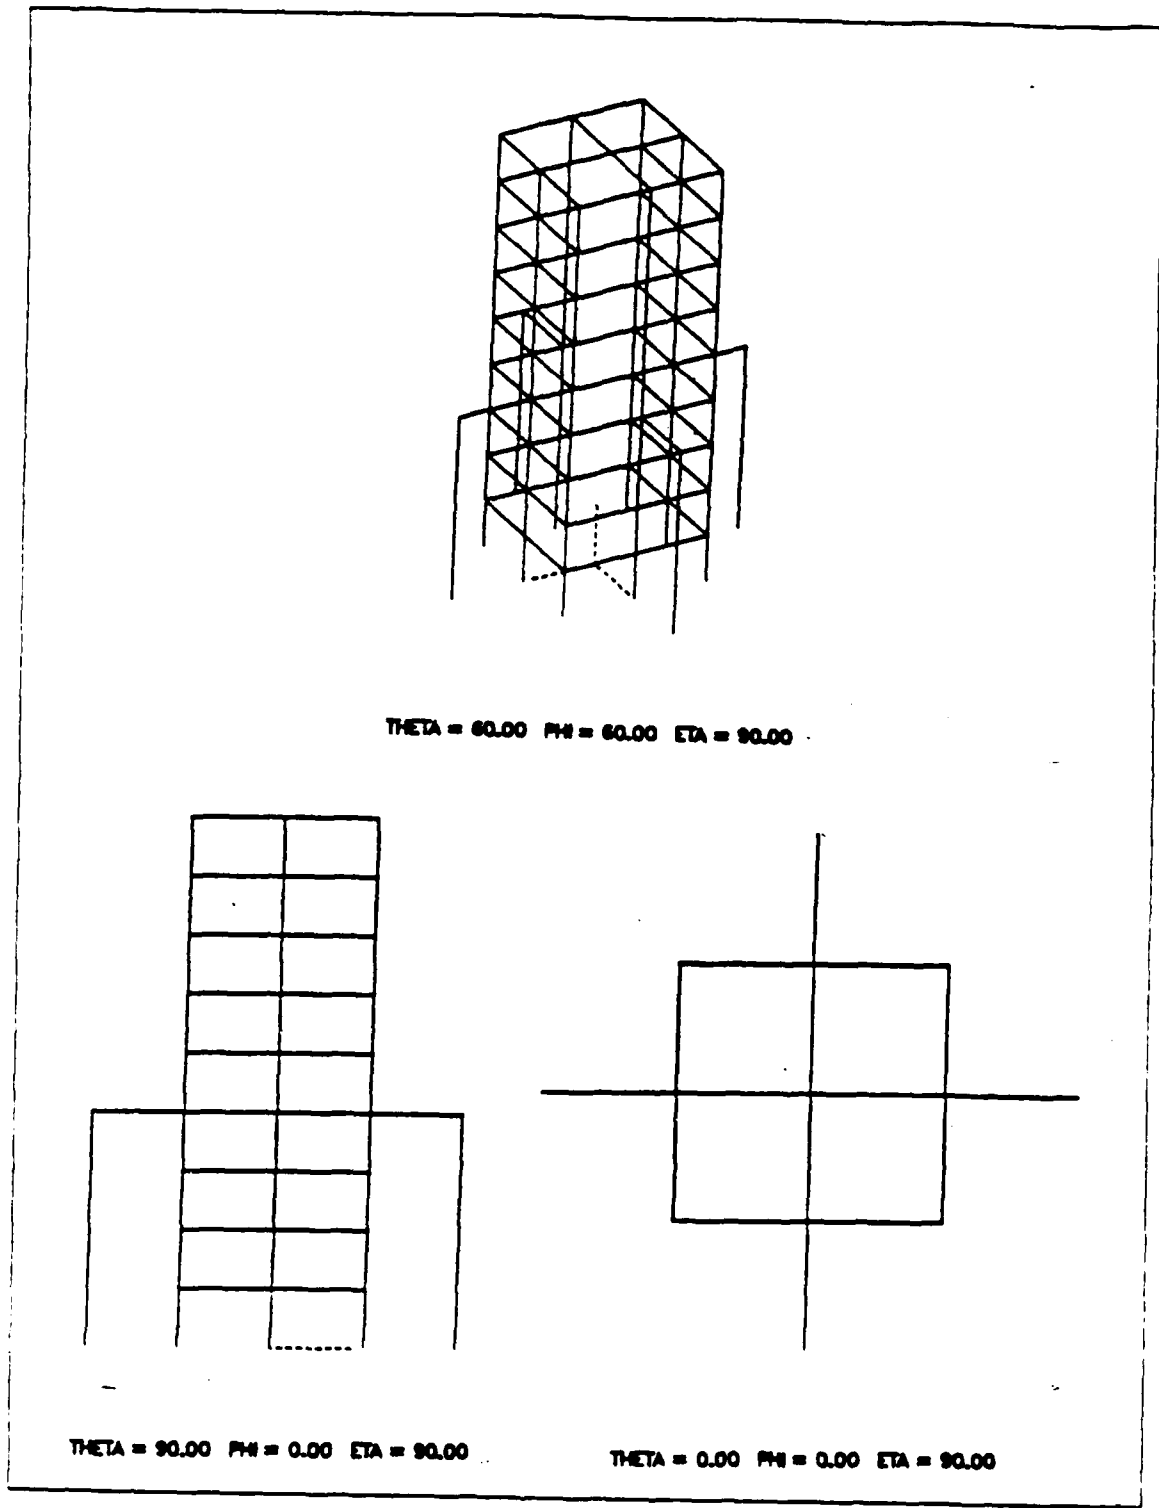 THETA = 60.00 PHI = 60.00 ETA = 90.00
THETA = 90.00 PHI = 0.00 ETA = 90.00
THETA = 0.00 PHI = 0.00 ETA = 90.00